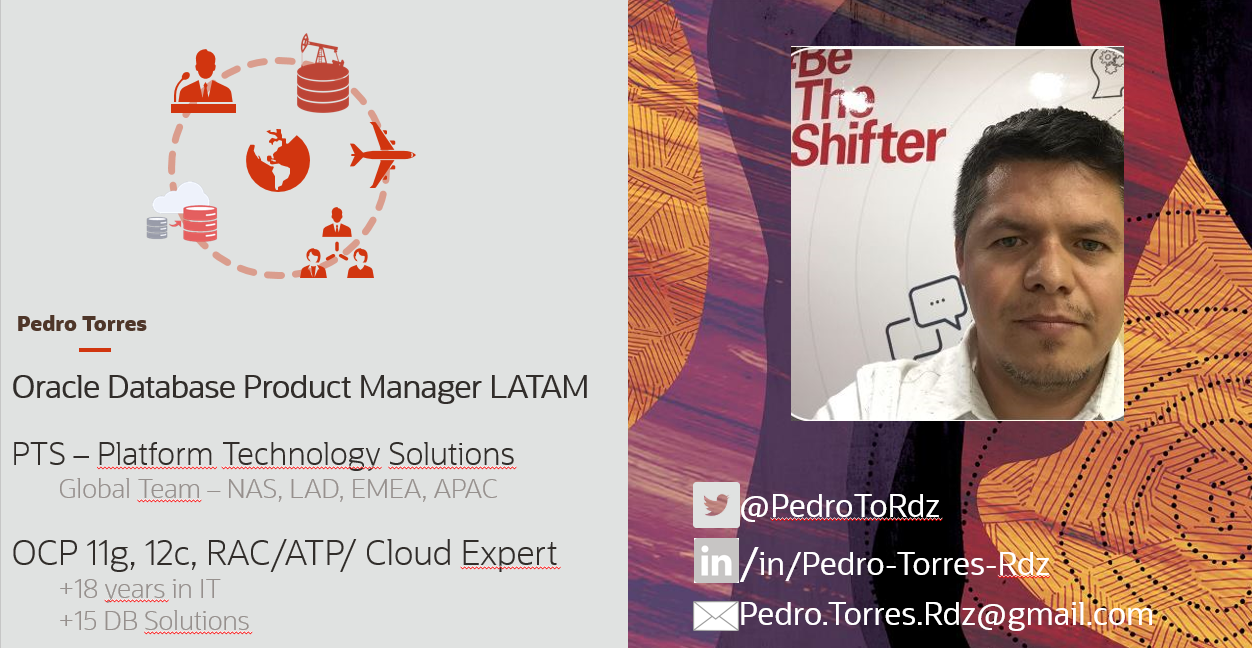 Pedro Torres
Oracle Database Product Manager LATAM
PTS – Platform Technology Solutions
Global Team – NAS, LAD, EMEA, APAC
OCP 11g, 12c, RAC/ATP/ Cloud Expert
+18 years in IT
+15 DB Solutions
#Be
The
Shifter
@PedroToRdz
in /in/Pedro-Torres-Rdz
Pedro.Torres.Rdz@gmail.com